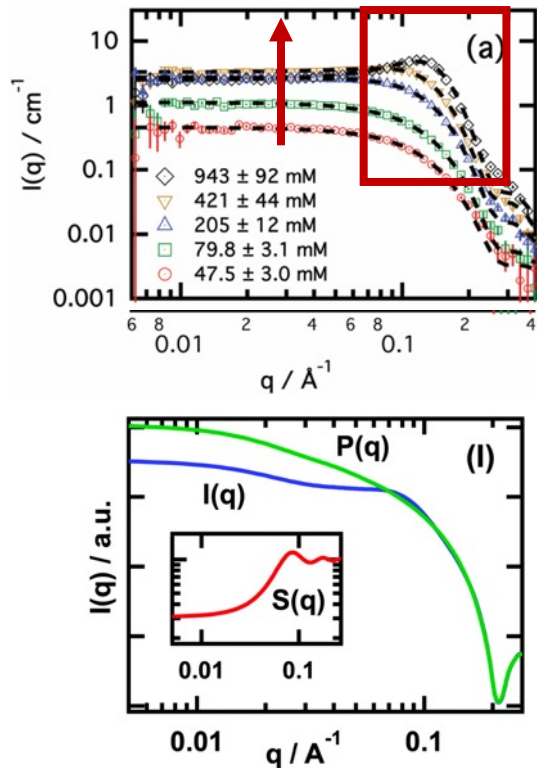 (a)
I(q) / cm⁻¹
10
1
0.1
0.01
0.001
943 ± 92 mM
421 ± 44 mM
205 ± 12 mM
79.8 ± 3.1 mM
47.5 ± 3.0 mM
6 8 2 4 6 8 2 4
0.01 0.1
q / Å⁻¹
(I)
P(q)
I(q)
I(q) / a.u.
S(q)
0.01 0.1
0.01 0.1
q / A⁻¹